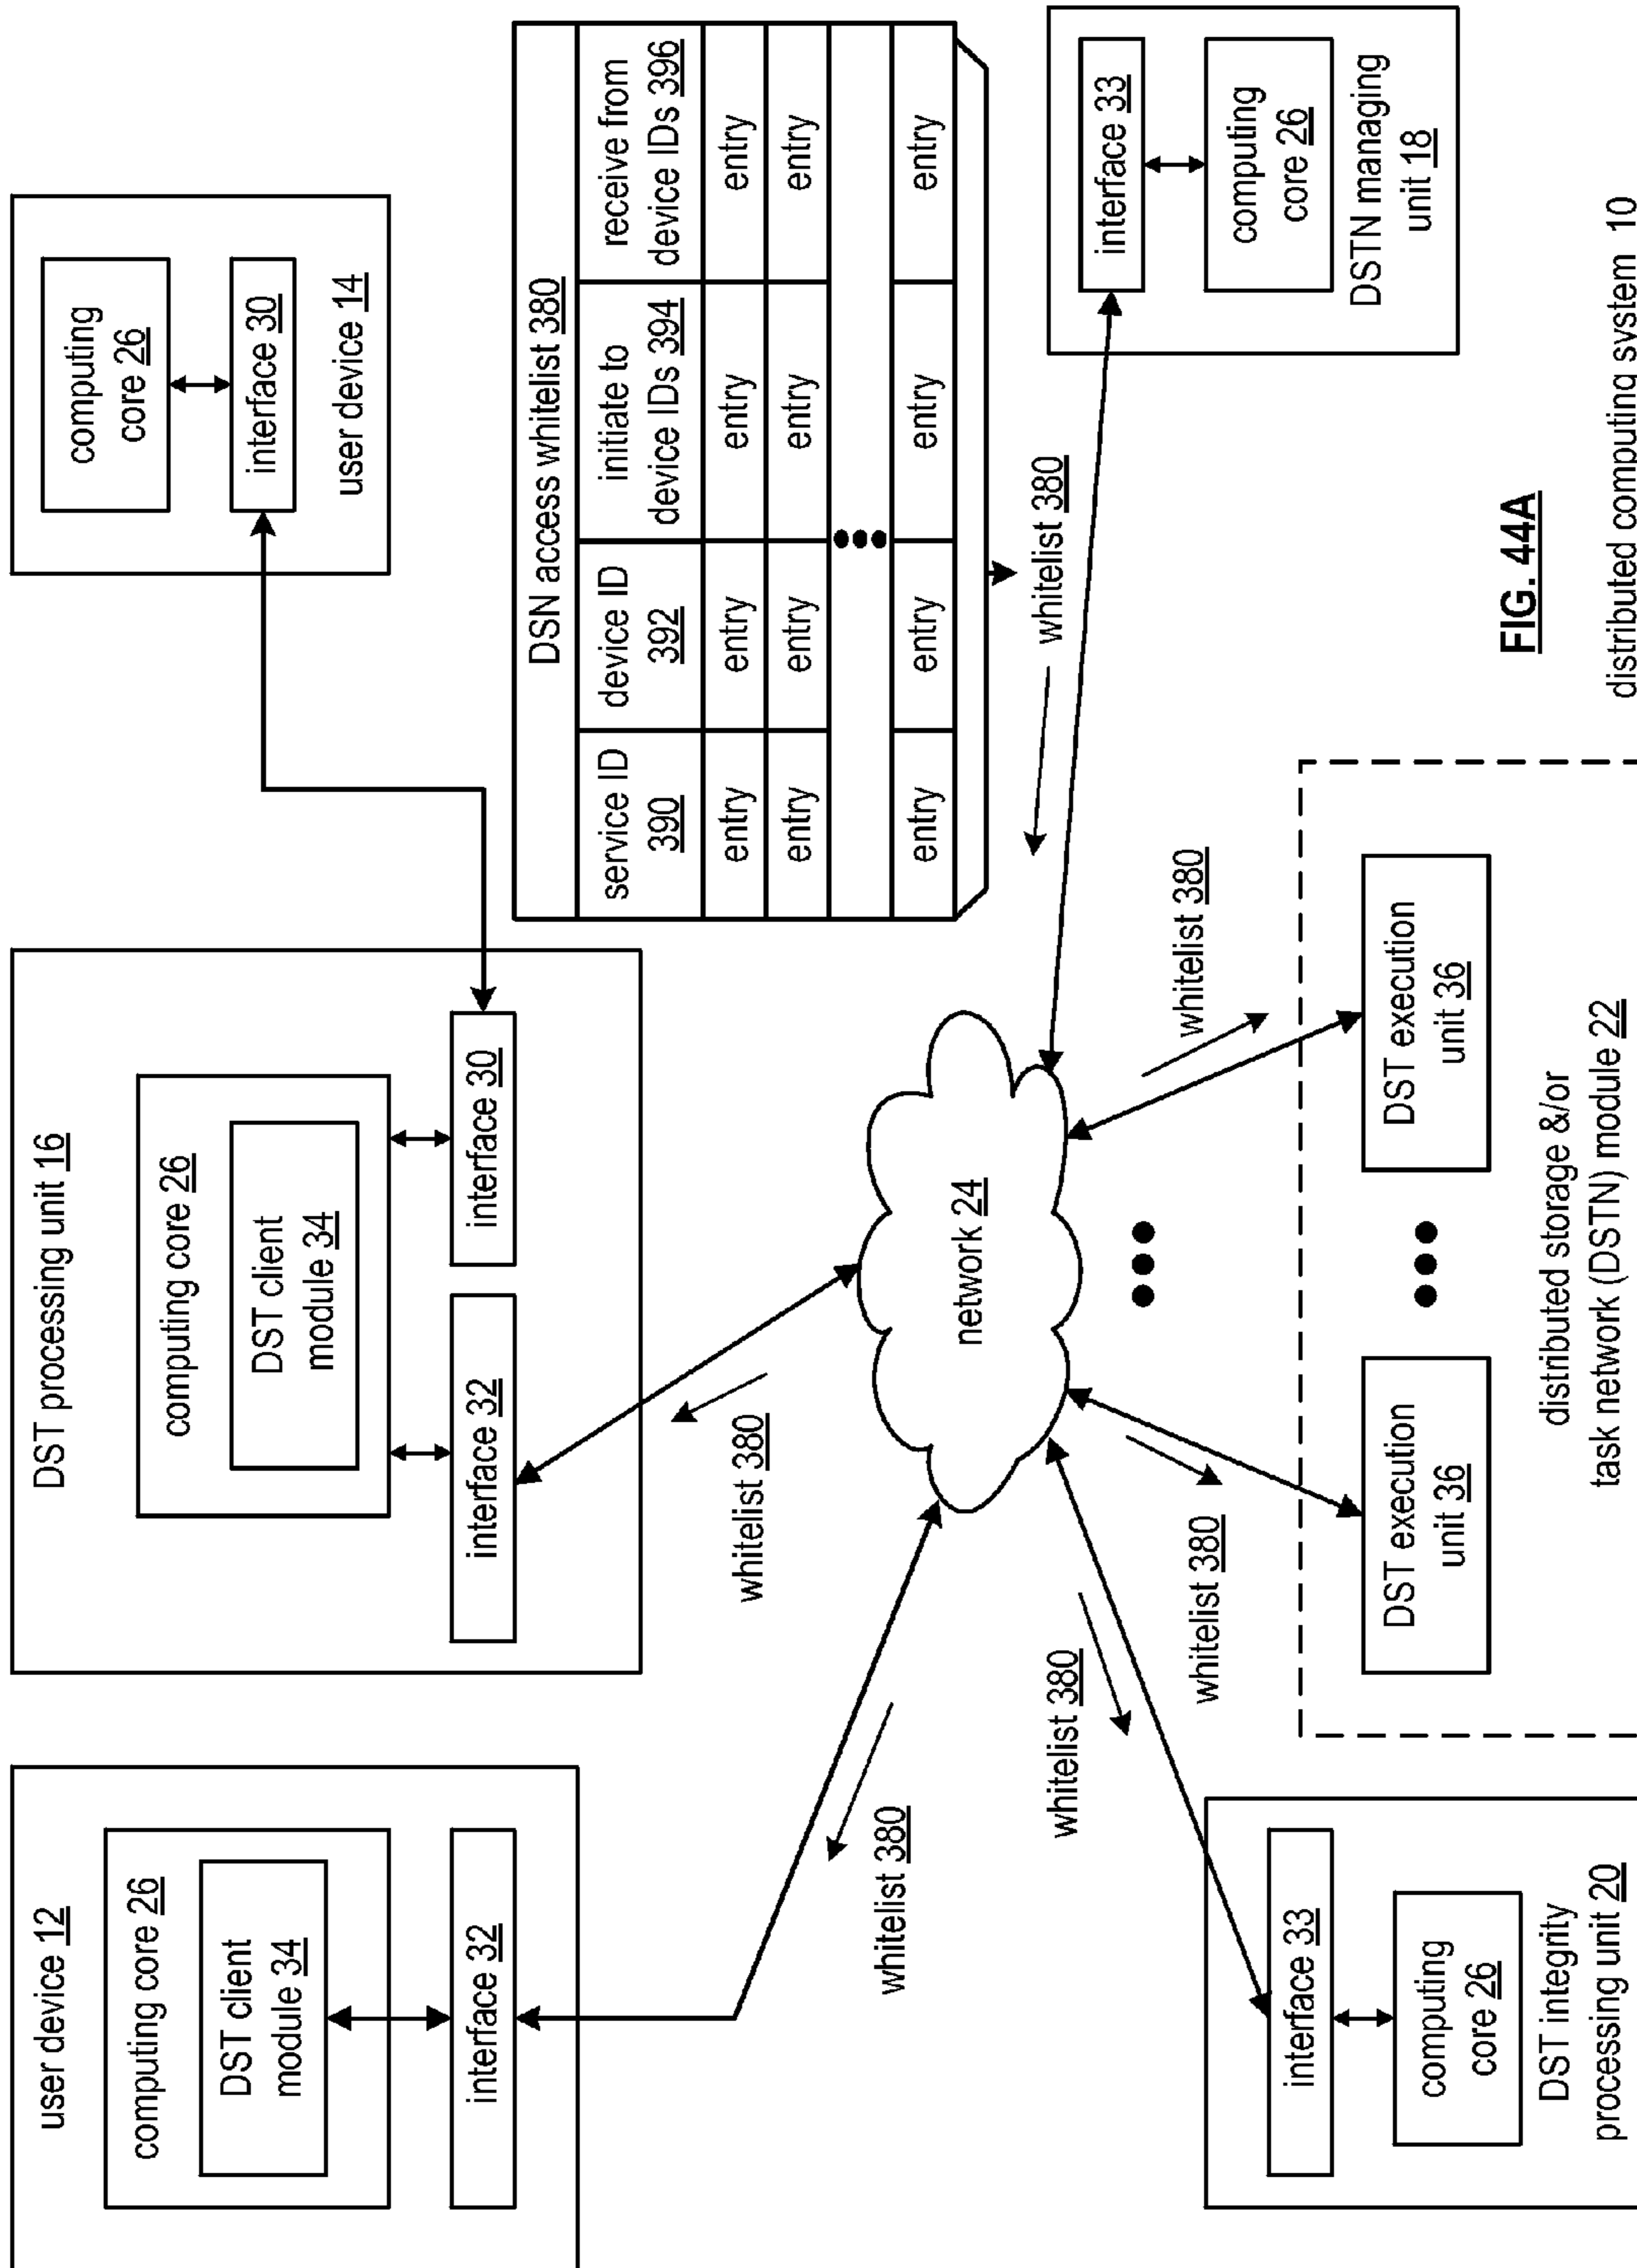 user device 12
computing core 26
DST client
module 34
interface 32
DST processing unit 16
computing core 26
DST client
module 34
interface 32
interface 30
computing
core 26
interface 30
user device 14
DSN access whitelist 380
service ID
390
device ID
392
initiate to
device IDs 394
receive from
device IDs 396
entry
entry
entry
entry
entry
entry
entry
entry
entry
entry
entry
entry
whitelist 380
whitelist 380
whitelist 380
network 24
whitelist 380
whitelist 380
whitelist 380
interface 33
computing
core 26
DST integrity
processing unit 20
DST execution
unit 36
DST execution
unit 36
distributed storage &/or
task network (DSTN) module 22
interface 33
computing
core 26
DSTN managing
unit 18
FIG. 44A
distributed computing system 10